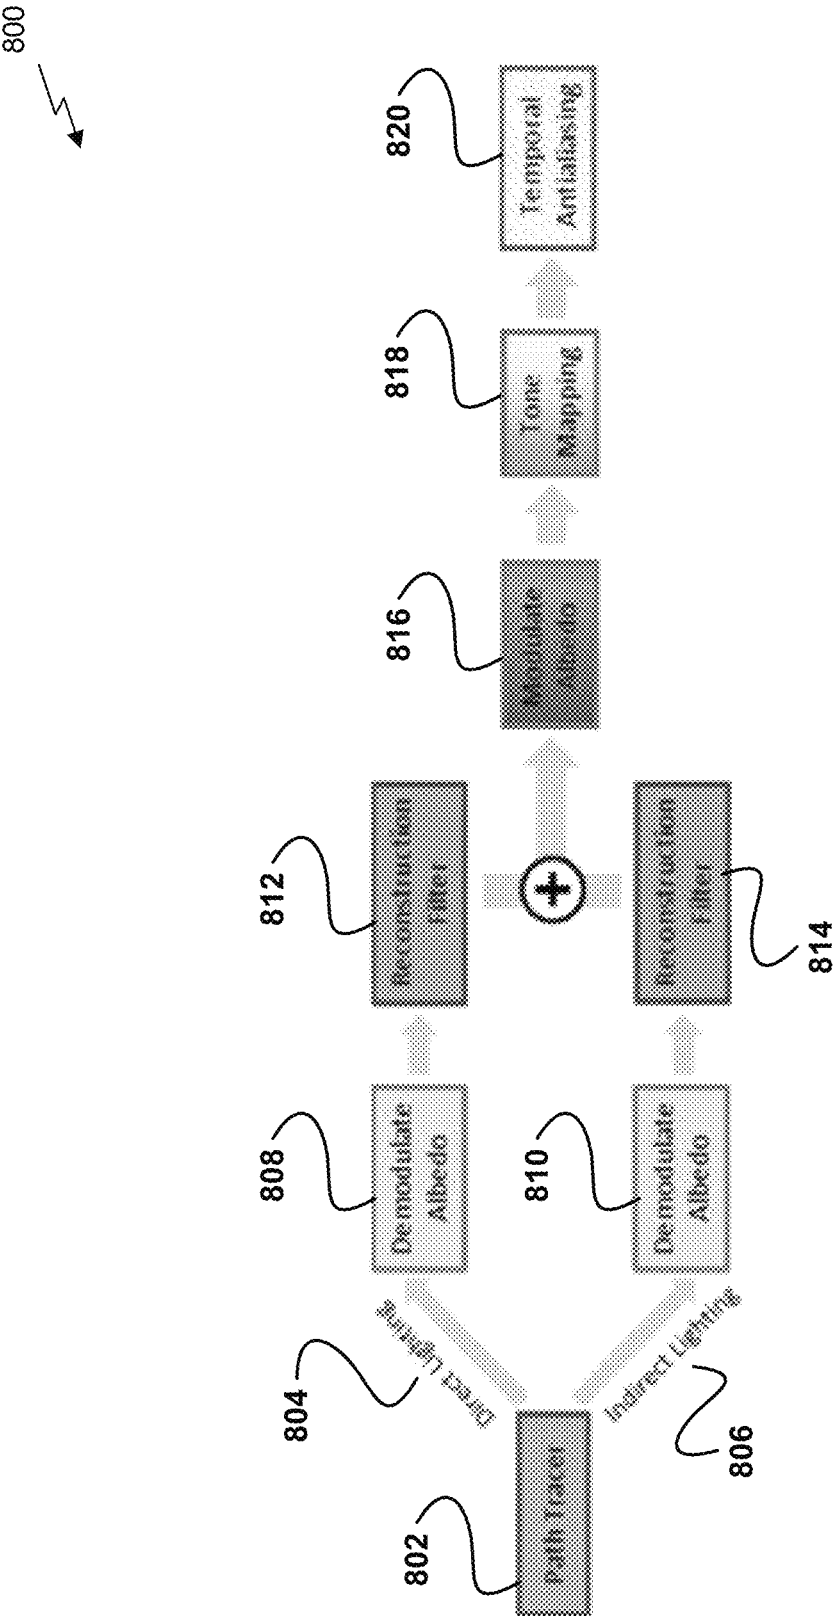 800
802
Path Tracer
804
Direct Lighting
806
Indirect Lighting
808
Demodulate
Albedo
810
Demodulate
Albedo
812
Reconstruction
Filter
814
Reconstruction
Filter
+
816
Modulate
Albedo
818
Tone
Mapping
820
Temporal
Antialiasing